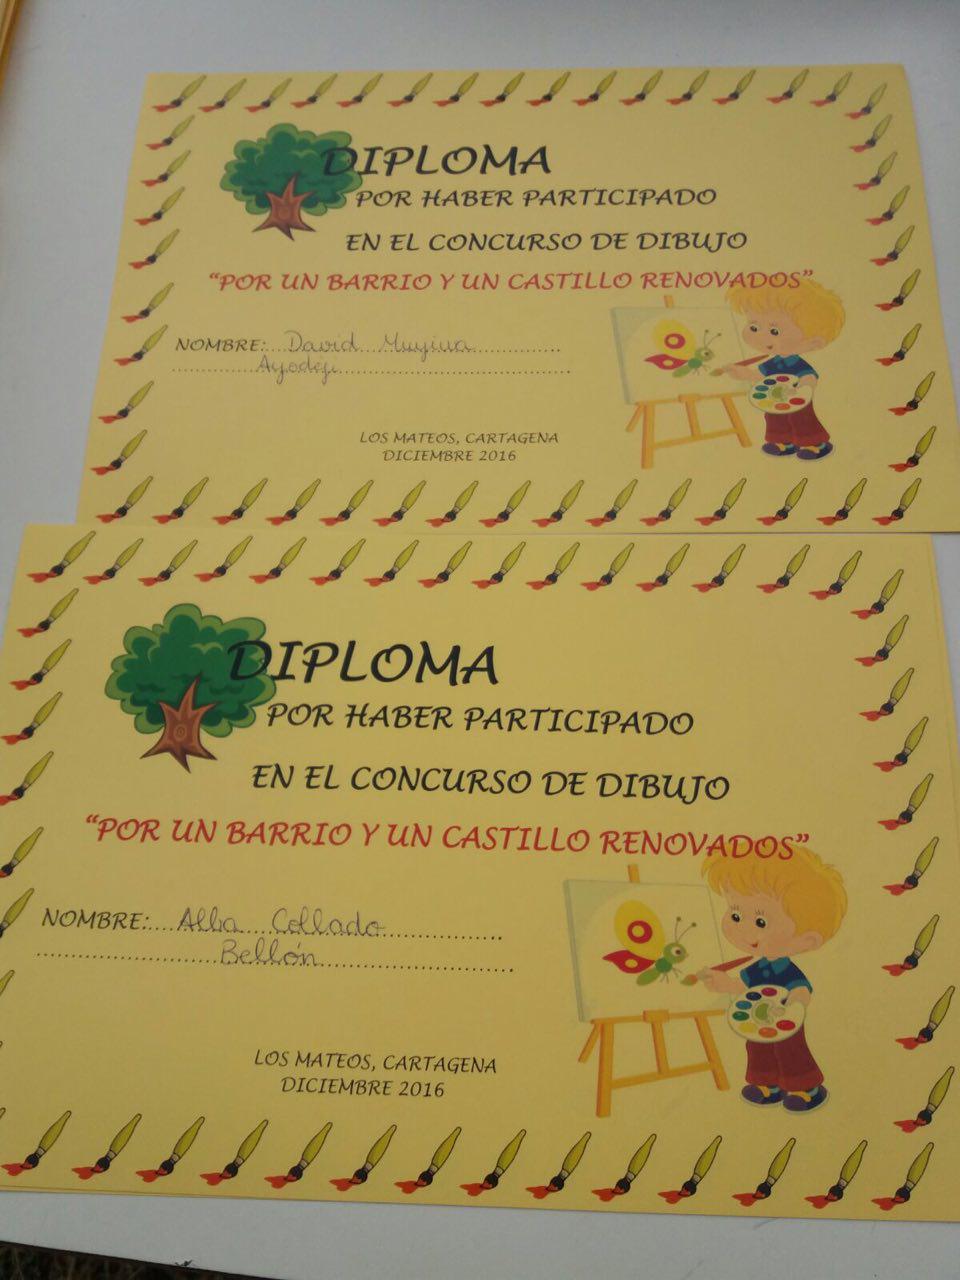 DIPLOMA
POR HABER PARTICIPADO
EN EL CONCURSO DE DIBUJO
“POR UN BARRIO Y UN CASTILLO RENOVADOS”
NOMBRE:...David...Muyiwa...............
....................Ayodeji..............................................
LOS MATEOS, CARTAGENA
DICIEMBRE 2016
DIPLOMA
POR HABER PARTICIPADO
EN EL CONCURSO DE DIBUJO
“POR UN BARRIO Y UN CASTILLO RENOVADOS”
NOMBRE:....Alba Collado......................
...............................Bellón.................................
LOS MATEOS, CARTAGENA
DICIEMBRE 2016